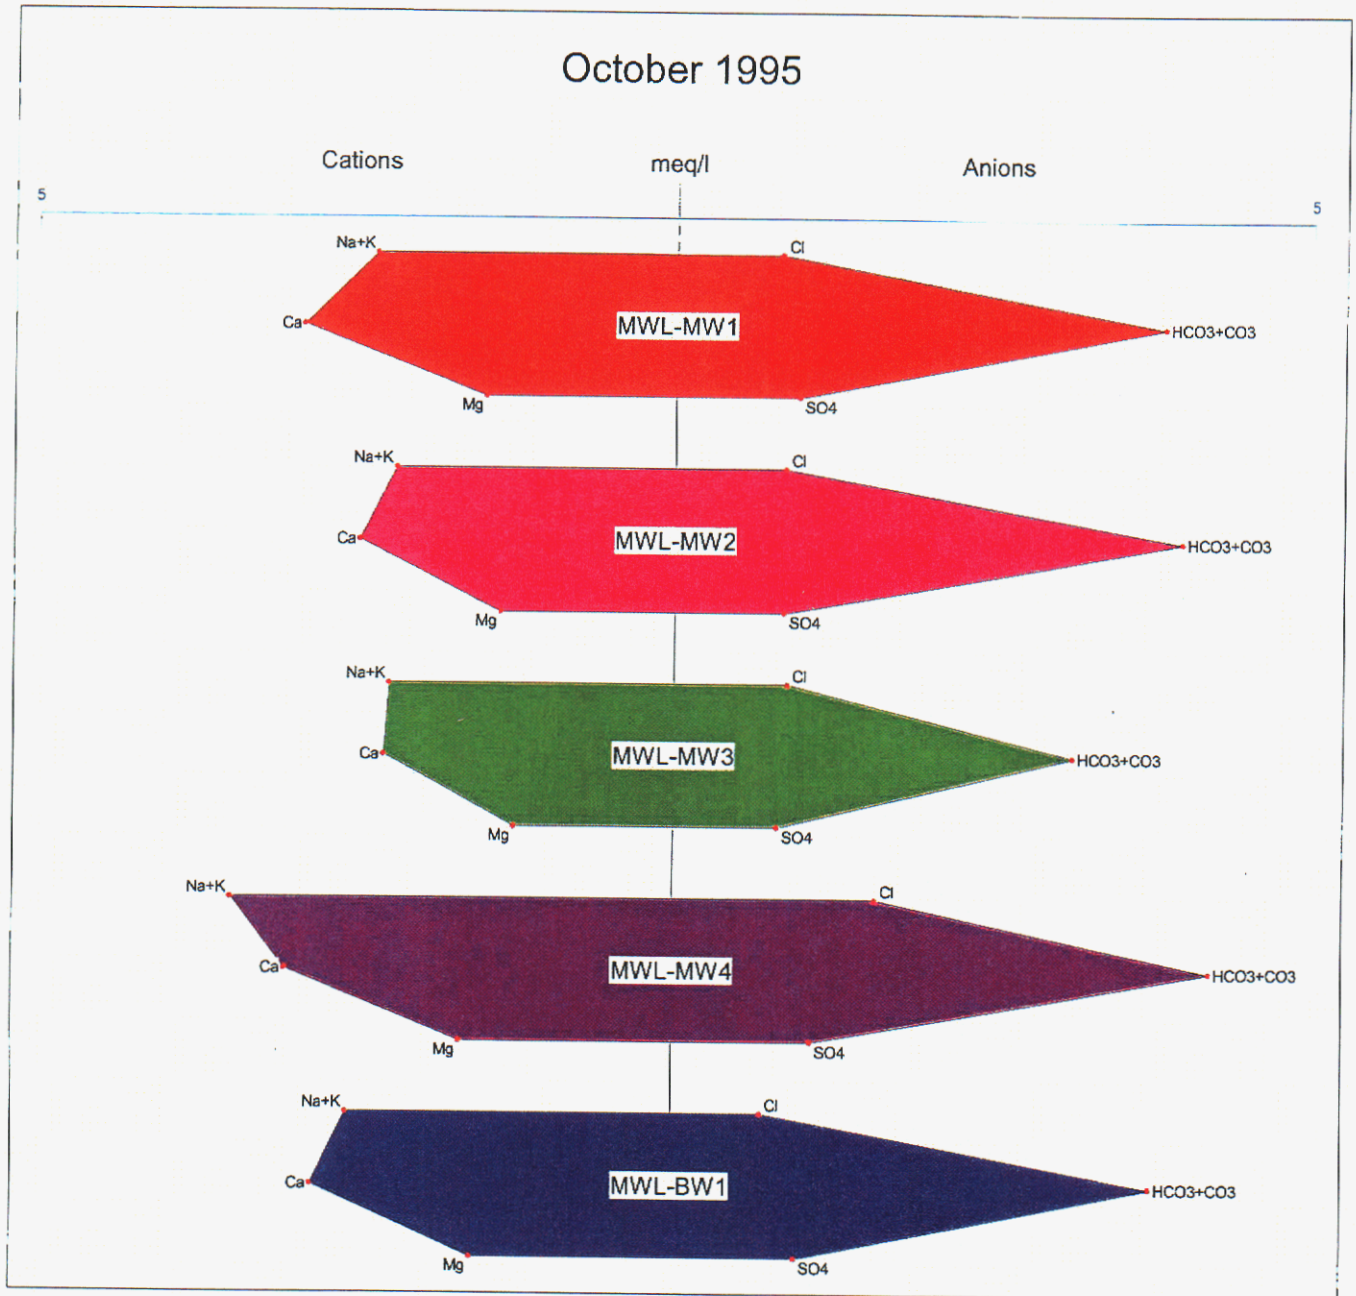 October 1995
Cations meq/l Anions
5 5
Na+K Cl
Ca MWL-MW1 HCO3+CO3
Mg SO4
Na+K Cl
Ca MWL-MW2 HCO3+CO3
Mg SO4
Na+K Cl
Ca MWL-MW3 HCO3+CO3
Mg SO4
Na+K Cl
Ca MWL-MW4 HCO3+CO3
Mg SO4
Na+K Cl
Ca MWL-BW1 HCO3+CO3
Mg SO4